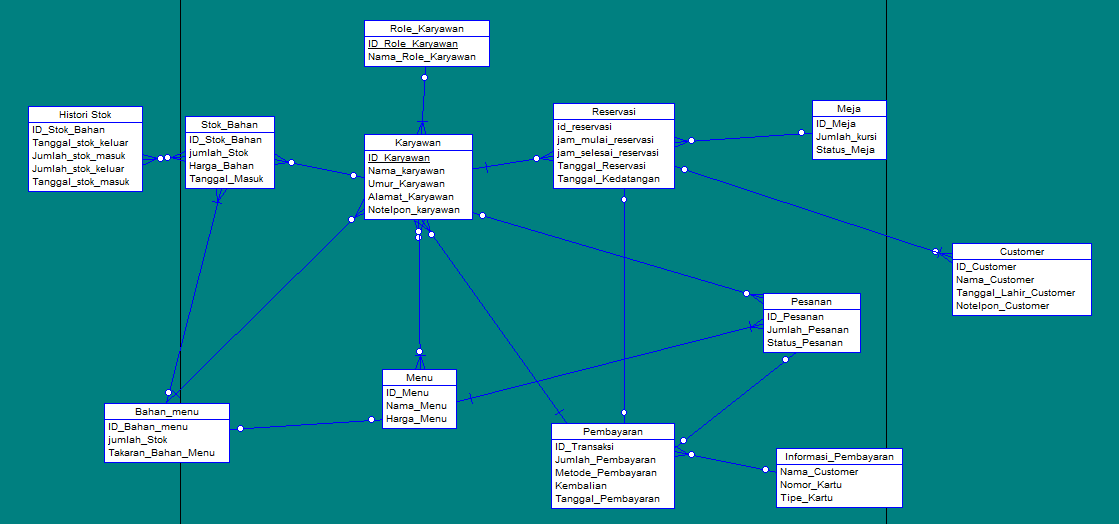 Role_Karyawan
ID_Role_Karyawan
Nama_Role_Karyawan
Histori Stok
ID_Stok_Bahan
Tanggal_stok_keluar
Jumlah_stok_masuk
Jumlah_stok_keluar
Tanggal_stok_masuk
Stok_Bahan
ID_Stok_Bahan
jumlah_Stok
Harga_Bahan
Tanggal_Masuk
Karyawan
ID_Karyawan
Nama_karyawan
Umur_Karyawan
Alamat_Karyawan
Notelpon_karyawan
Reservasi
id_reservasi
jam_mulai_reservasi
jam_selesai_reservasi
Tanggal_Reservasi
Tanggal_Kedatangan
Meja
ID_Meja
Jumlah_kursi
Status_Meja
Customer
ID_Customer
Nama_Customer
Tanggal_Lahir_Customer
Notelpon_Customer
Pesanan
ID_Pesanan
Jumlah_Pesanan
Status_Pesanan
Menu
ID_Menu
Nama_Menu
Harga_Menu
Bahan_menu
ID_Bahan_menu
jumlah_Stok
Takaran_Bahan_Menu
Pembayaran
ID_Transaksi
Jumlah_Pembayaran
Metode_Pembayaran
Kembalian
Tanggal_Pembayaran
Informasi_Pembayaran
Nama_Customer
Nomor_Kartu
Tipe_Kartu